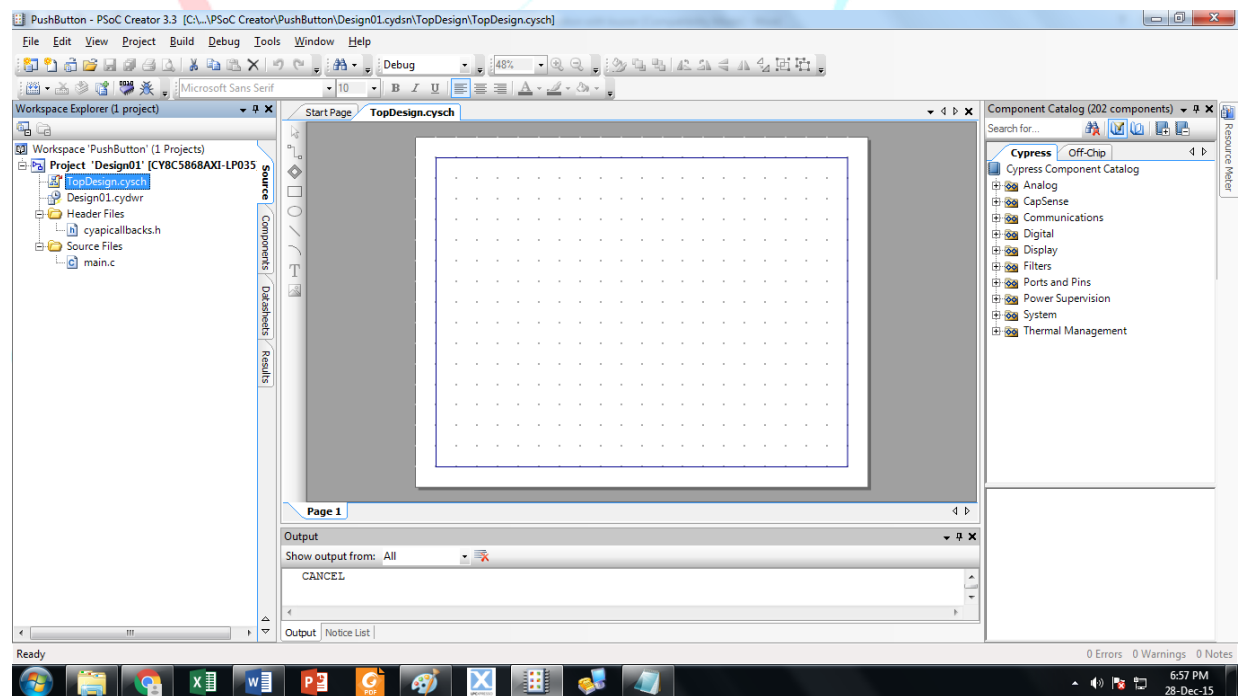 PushButton - PSoC Creator 3.3 [C:\...\PSoC Creator\PushButton\Design01.cydsn\TopDesign\TopDesign.cysch]
File Edit View Project Build Debug Tools Window Help
Debug 48%
Microsoft Sans Serif 10 B I U A
Workspace Explorer (1 project)
Workspace 'PushButton' (1 Projects)
Project 'Design01' [CY8C5868AXI-LP035
TopDesign.cysch
Design01.cydwr
Header Files
cyapicallbacks.h
Source Files
main.c
Source
Components
Datasheets
Results
Start Page TopDesign.cysch
T
Page 1
Output
Show output from: All
CANCEL
Output Notice List
Component Catalog (202 components)
Search for...
Cypress Off-Chip
Cypress Component Catalog
Analog
CapSense
Communications
Digital
Display
Filters
Ports and Pins
Power Supervision
System
Thermal Management
Resource Meter
Ready 0 Errors 0 Warnings 0 Notes
6:57 PM
28-Dec-15